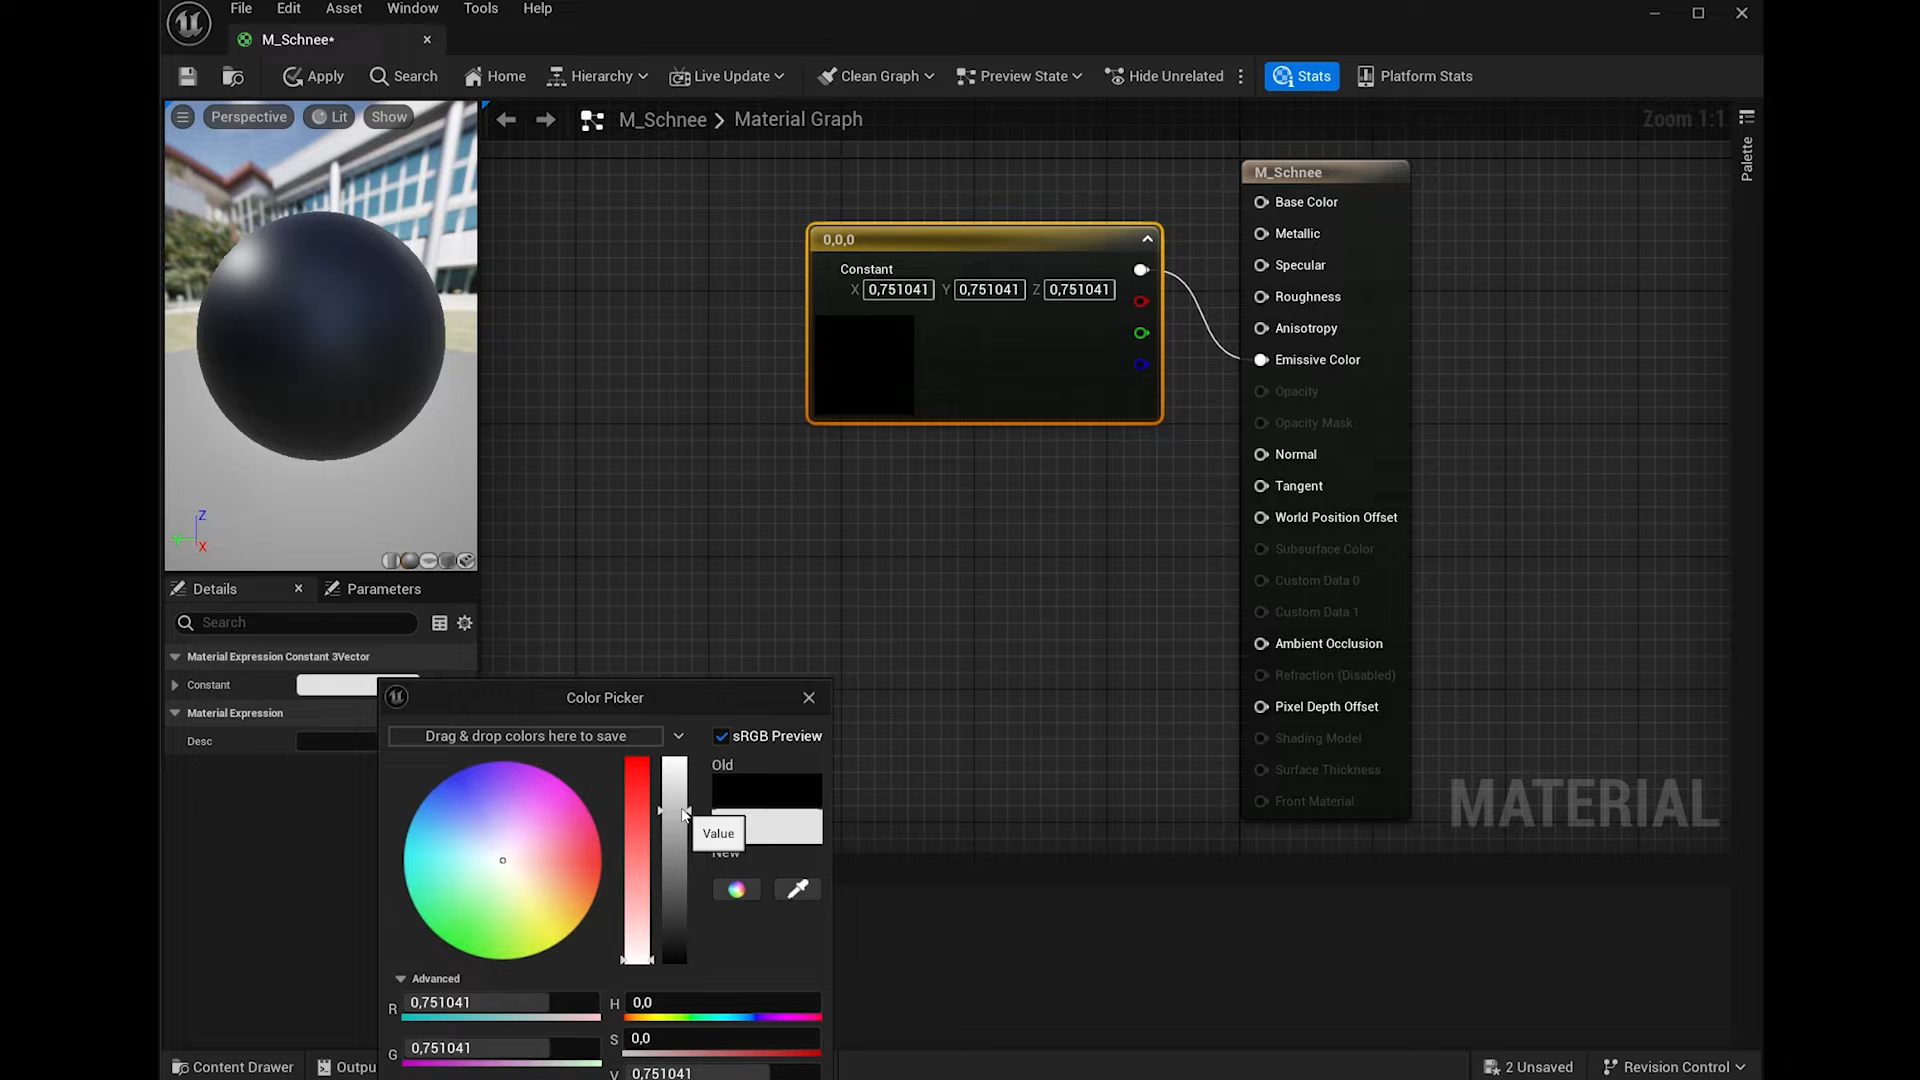 File Edit Asset Window Tools Help
M_Schnee*
Apply Search Home Hierarchy Live Update Clean Graph Preview State Hide Unrelated Stats Platform Stats
Perspective Lit Show
M_Schnee > Material Graph
Zoom 1:1
Palette
M_Schnee
Base Color
Metallic
Specular
Roughness
Anisotropy
Emissive Color
Opacity
Opacity Mask
Normal
Tangent
World Position Offset
Subsurface Color
Custom Data 0
Custom Data 1
Ambient Occlusion
Refraction (Disabled)
Pixel Depth Offset
Shading Model
Surface Thickness
Front Material
0,0,0
Constant
X 0,751041 Y 0,751041 Z 0,751041
MATERIAL
Z
X
Details Parameters
Search
Material Expression Constant 3Vector
Constant
Material Expression
Desc
Color Picker
Drag & drop colors here to save
sRGB Preview
Old
Value
New
Advanced
R 0,751041 H 0,0
G 0,751041 S 0,0
V 0,751041
Content Drawer Outpu 2 Unsaved Revision Control